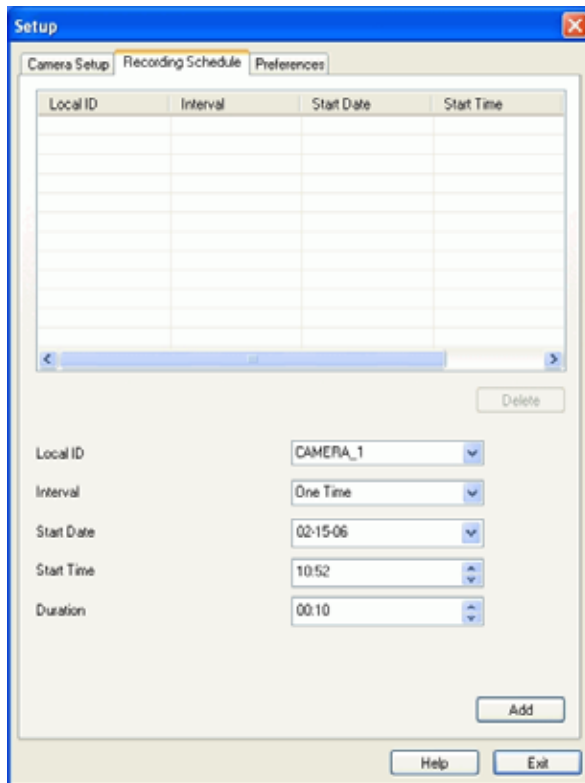 Setup
Camera Setup Recording Schedule Preferences
Local ID Interval Start Date Start Time
Delete
Local ID CAMERA_1
Interval One Time
Start Date 02-15-06
Start Time 10:52
Duration 00:10
Add
Help Exit